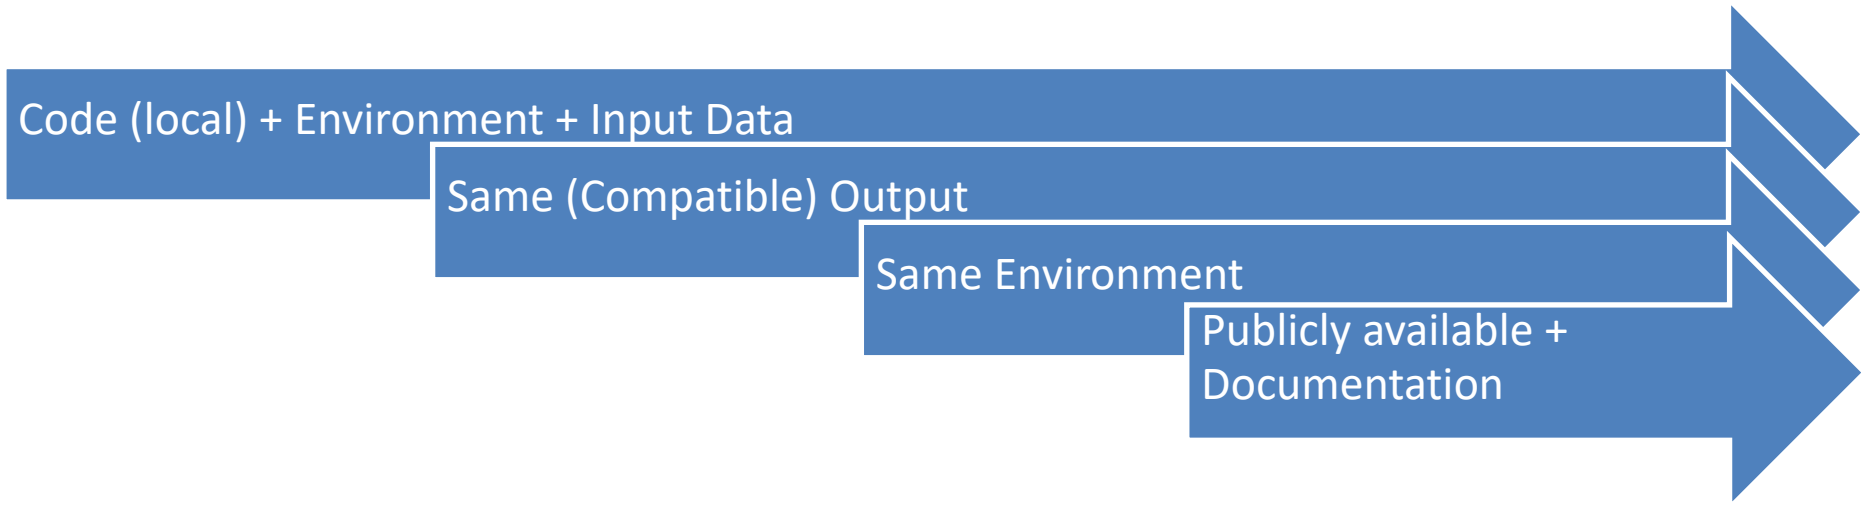 Code (local) + Environment + Input Data
Same (Compatible) Output
Same Environment
Publicly available +
Documentation